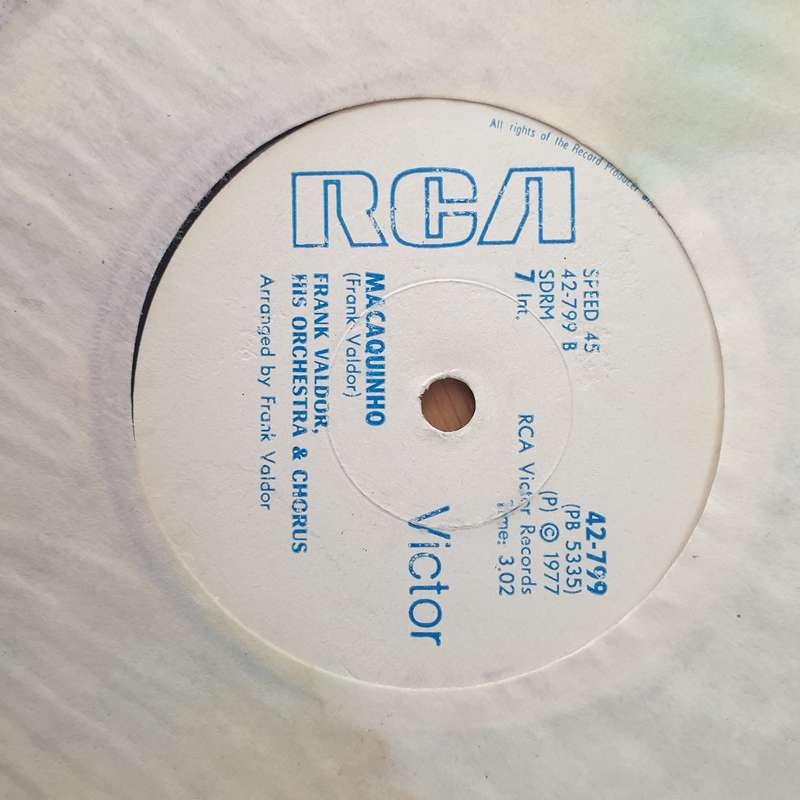 All rights of the Record Producer
RCA
Victor
SPEED 45
42-799 B
SDRM
7 Int.
42-799
(PB 5335)
(P) © 1977
RCA Victor Records
Time: 3.02
MACAQUINHO
(Frank Valdor)
FRANK VALDOR,
HIS ORCHESTRA & CHORUS
Arranged by Frank Valdor